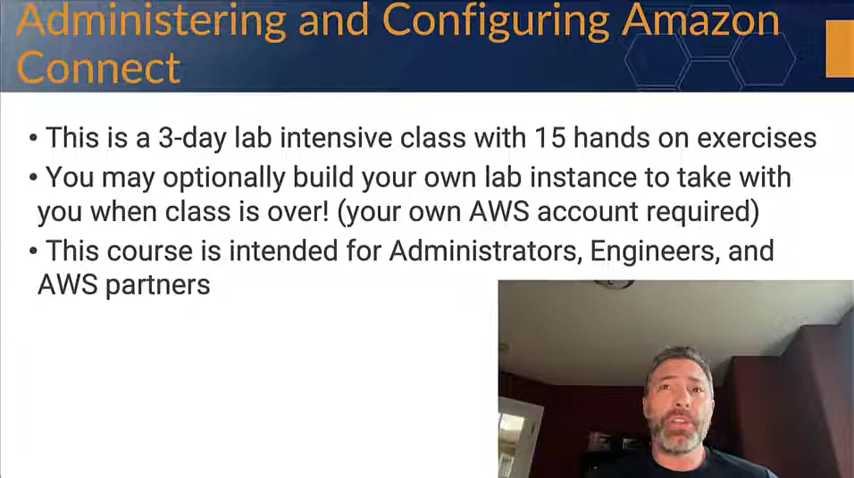 Administering and Configuring Amazon
Connect
• This is a 3-day lab intensive class with 15 hands on exercises
• You may optionally build your own lab instance to take with
you when class is over! (your own AWS account required)
• This course is intended for Administrators, Engineers, and
AWS partners